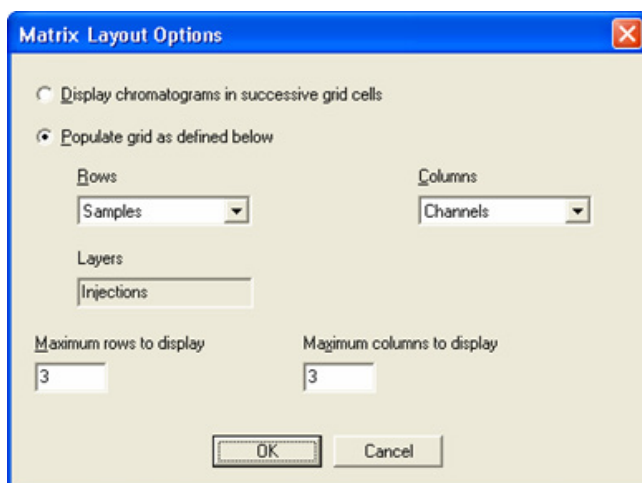 Matrix Layout Options
Display chromatograms in successive grid cells
Populate grid as defined below
Rows
Columns
Samples
Channels
Layers
Injections
Maximum rows to display
Maximum columns to display
3
3
OK
Cancel